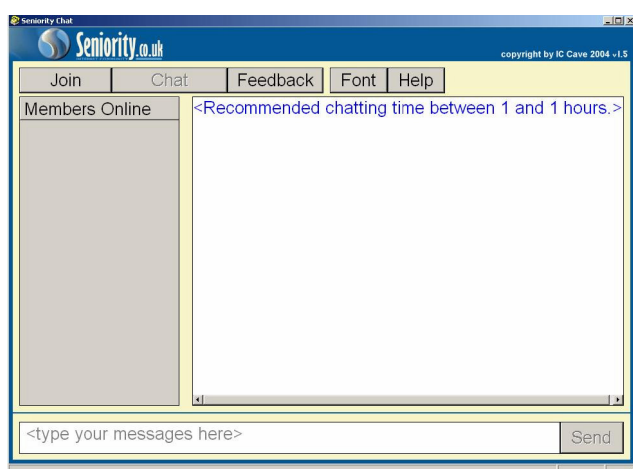 Seniority Chat
Seniority.co.uk
copyright by IC Cave 2004 v1.5
Join Chat Feedback Font Help
Members Online
<Recommended chatting time between 1 and 1 hours.>
<type your messages here>
Send